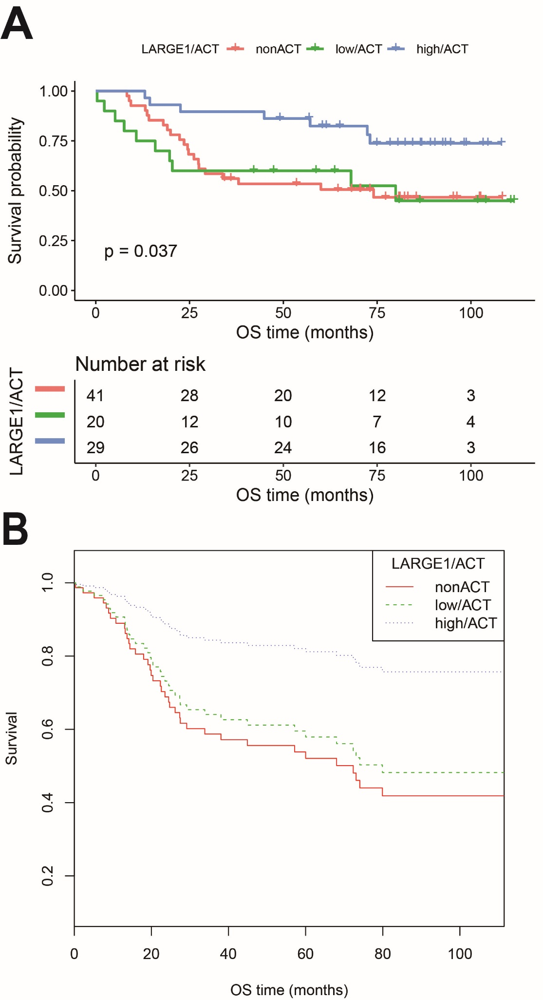 A
LARGE1/ACT nonACT low/ACT high/ACT
Survival probability
1.00
0.75
0.50
0.25
0.00
p = 0.037
0 25 50 75 100
OS time (months)
Number at risk
LARGE1/ACT
41 28 20 12 3
20 12 10 7 4
29 26 24 16 3
0 25 50 75 100
OS time (months)
B
LARGE1/ACT
nonACT
low/ACT
high/ACT
Survival
1.0
0.8
0.6
0.4
0.2
0 20 40 60 80 100
OS time (months)